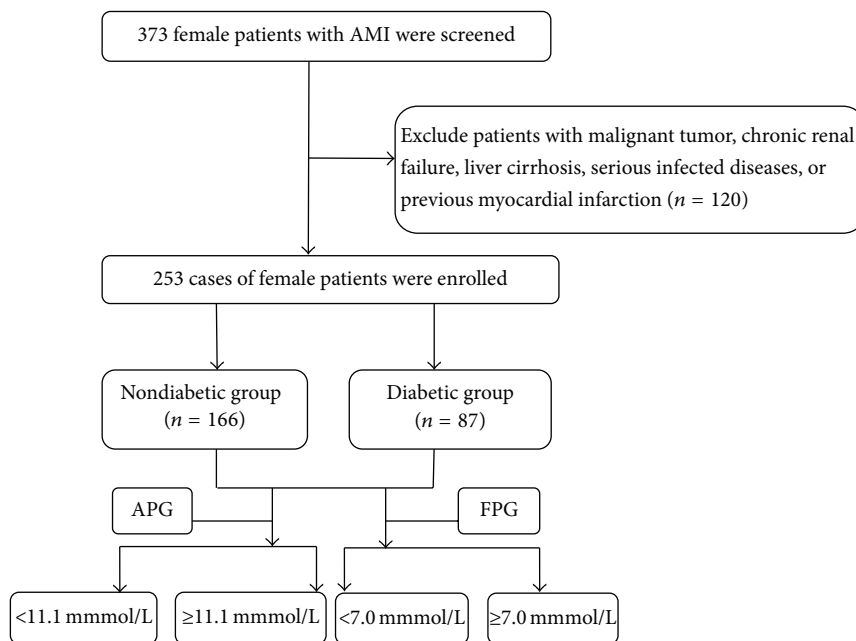 373 female patients with AMI were screened
Exclude patients with malignant tumor, chronic renal
failure, liver cirrhosis, serious infected diseases, or
previous myocardial infarction (n = 120)
253 cases of female patients were enrolled
Nondiabetic group
(n = 166)
Diabetic group
(n = 87)
APG
FPG
<11.1 mmmol/L
≥11.1 mmmol/L
<7.0 mmmol/L
≥7.0 mmmol/L